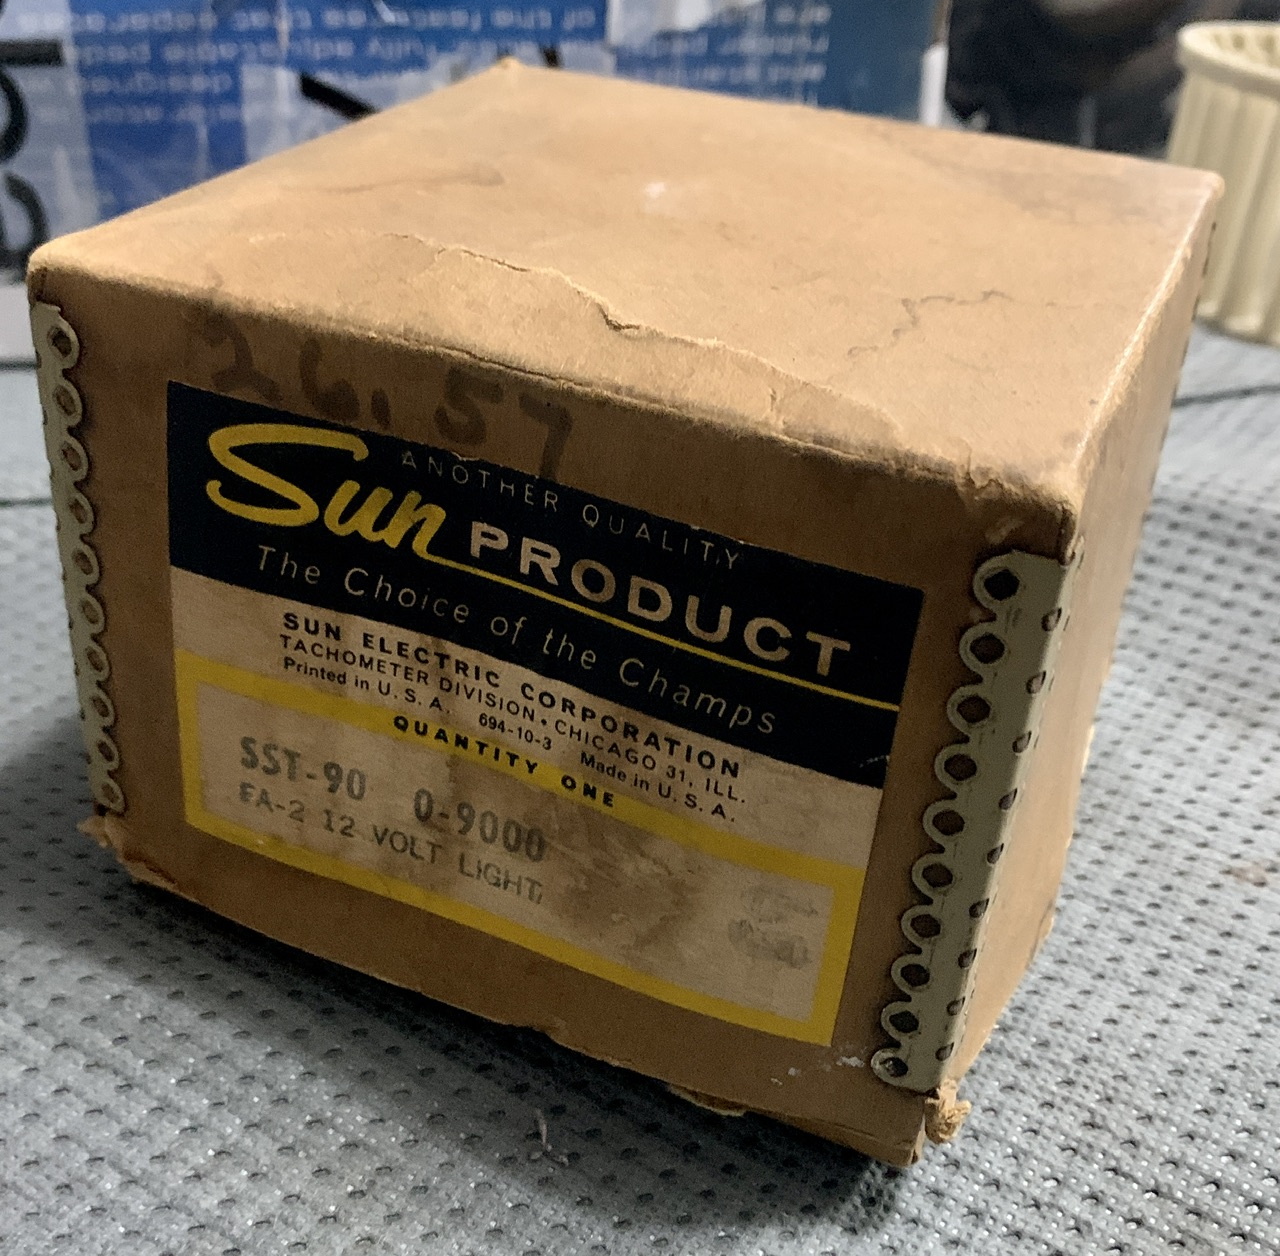 26.57
ANOTHER QUALITY
Sun PRODUCT
The Choice of the Champs
SUN ELECTRIC CORPORATION
TACHOMETER DIVISION • CHICAGO 31, ILL.
Printed in U. S. A. 694-10-3 Made in U. S. A.
QUANTITY ONE
SST-90 0-9000
EA-2 12 VOLT LIGHT